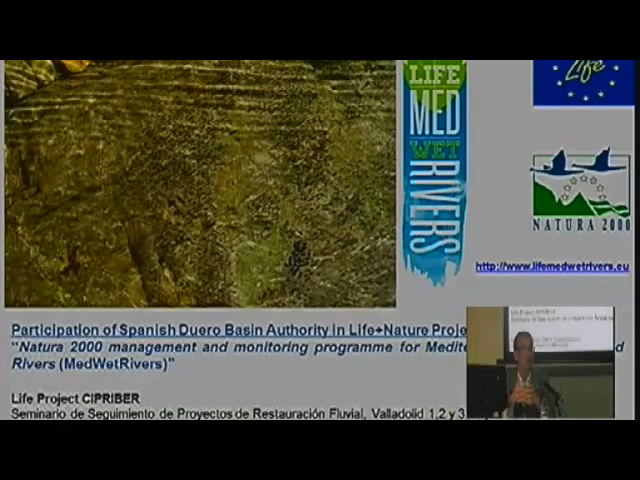 LIFE
MED
WET
RIVERS
Life
NATURA 2000
http://www.lifemedwetrivers.eu
Participation of Spanish Duero Basin Authority in Life+Nature Proje
"Natura 2000 management and monitoring programme for Medite
d
Rivers (MedWetRivers)"
Life Project CIPRIBER
Seminario de Seguimiento de Proyectos de Restauración Fluvial, Valladolid 1,2 y 3